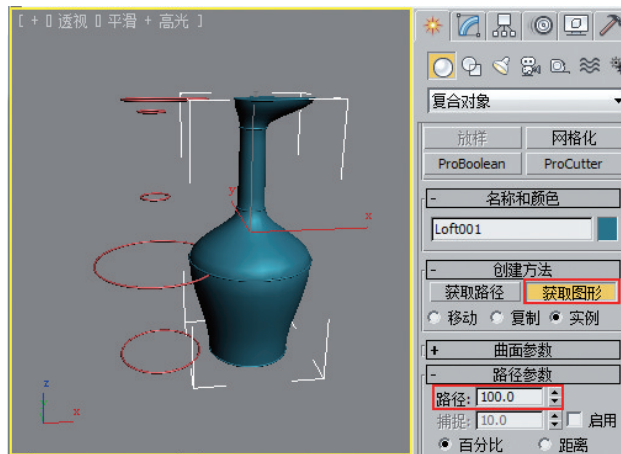 [ + 0 透视 0 平滑 + 高光 ]
复合对象
放样 网格化
ProBoolean ProCutter
- 名称和颜色
Loft001
- 创建方法
获取路径 获取图形
移动 复制 实例
+ 曲面参数
- 路径参数
路径: 100.0
捕捉: 10.0 启用
百分比 距离
y
x
z
x